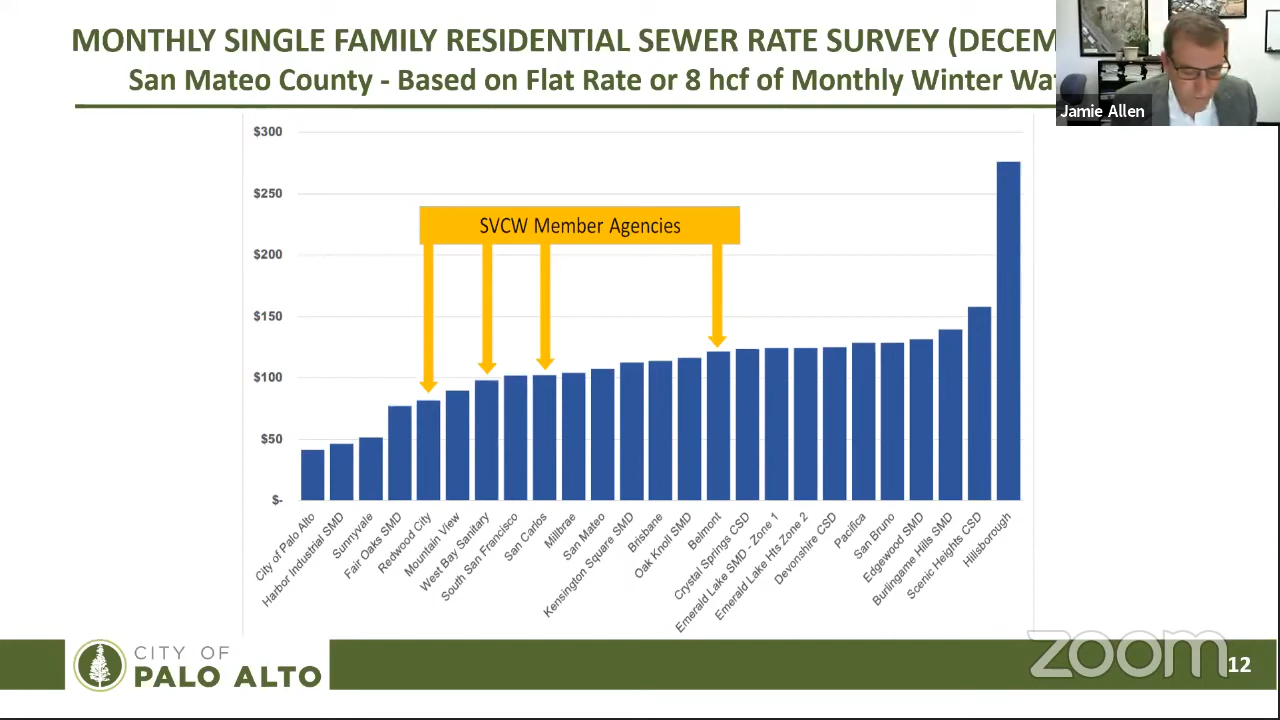 MONTHLY SINGLE FAMILY RESIDENTIAL SEWER RATE SURVEY (DECEM
San Mateo County - Based on Flat Rate or 8 hcf of Monthly Winter Wa
Jamie Allen
$300
$250
$200
$150
$100
$50
$-
SVCW Member Agencies
City of Palo Alto
Harbor Industrial SMD
Sunnyvale
Fair Oaks SMD
Redwood City
Mountain View
West Bay Sanitary
South San Francisco
San Carlos
Millbrae
San Mateo
Kensington Square SMD
Brisbane
Oak Knoll SMD
Belmont
Crystal Springs CSD
Emerald Lake SMD - Zone 1
Emerald Lake Hts Zone 2
Devonshire CSD
Pacifica
San Bruno
Edgewood SMD
Burlingame Hills SMD
Scenic Heights CSD
Hillsborough
CITY OF
PALO ALTO
zoom
12